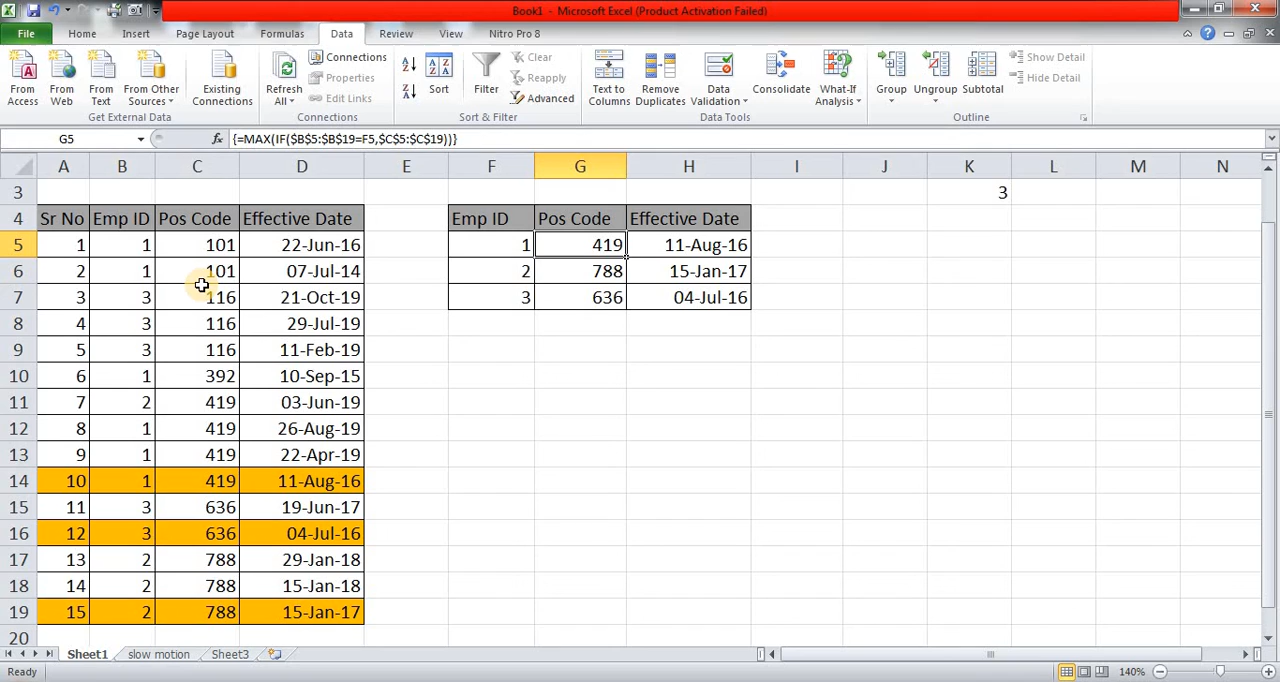 Book1 - Microsoft Excel (Product Activation Failed)
File Home Insert Page Layout Formulas Data Review View Nitro Pro 8
From Access
From Web
From Text
From Other Sources
Existing Connections
Get External Data
Refresh All
Connections
Properties
Edit Links
Connections
Sort
Filter
Clear
Reapply
Advanced
Sort & Filter
Text to Columns
Remove Duplicates
Data Validation
Consolidate
What-If Analysis
Data Tools
Group
Ungroup
Subtotal
Show Detail
Hide Detail
Outline
G5 fx {=MAX(IF($B$5:$B$19=F5,$C$5:$C$19))}
A B C D E F G H I J K L M N
3 3
4 Sr No Emp ID Pos Code Effective Date Emp ID Pos Code Effective Date
5 1 1 101 22-Jun-16 1 419 11-Aug-16
6 2 1 101 07-Jul-14 2 788 15-Jan-17
7 3 3 116 21-Oct-19 3 636 04-Jul-16
8 4 3 116 29-Jul-19
9 5 3 116 11-Feb-19
10 6 1 392 10-Sep-15
11 7 2 419 03-Jun-19
12 8 1 419 26-Aug-19
13 9 1 419 22-Apr-19
14 10 1 419 11-Aug-16
15 11 3 636 19-Jun-17
16 12 3 636 04-Jul-16
17 13 2 788 29-Jan-18
18 14 2 788 15-Jan-18
19 15 2 788 15-Jan-17
20
Sheet1 slow motion Sheet3
Ready 140%